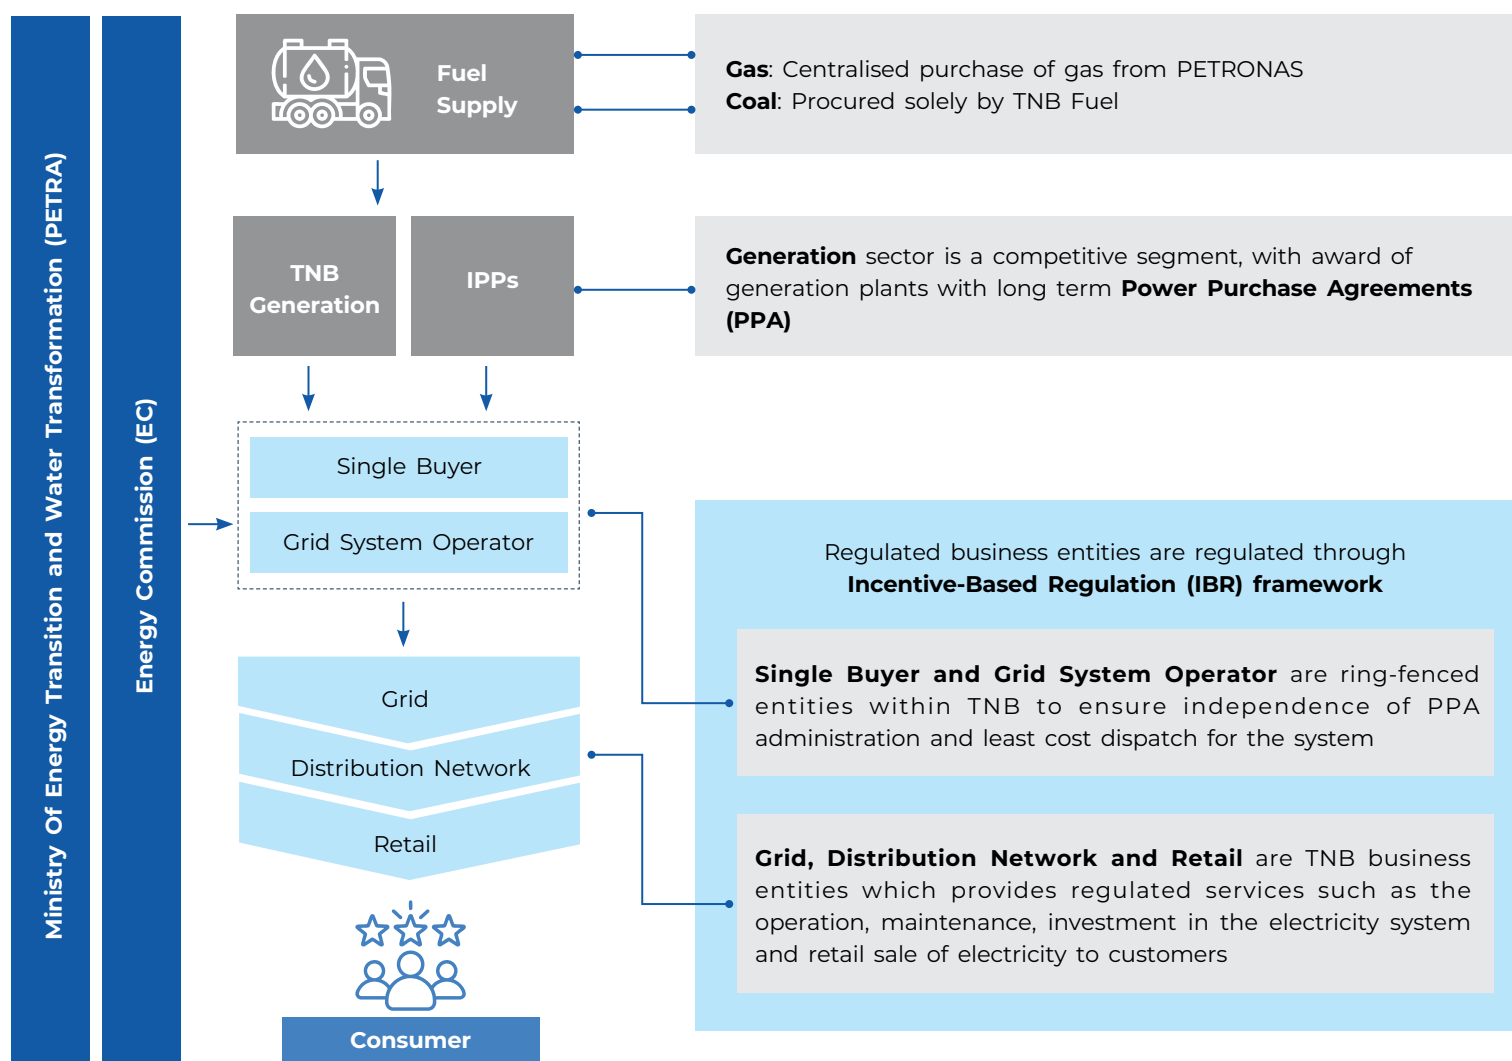 Ministry Of Energy Transition and Water Transformation (PETRA)
Energy Commission (EC)
Fuel
Supply
Gas: Centralised purchase of gas from PETRONAS
Coal: Procured solely by TNB Fuel
TNB
Generation
IPPs
Generation sector is a competitive segment, with award of
generation plants with long term Power Purchase Agreements
(PPA)
Single Buyer
Grid System Operator
Regulated business entities are regulated through
Incentive-Based Regulation (IBR) framework
Single Buyer and Grid System Operator are ring-fenced
entities within TNB to ensure independence of PPA
administration and least cost dispatch for the system
Grid
Distribution Network
Retail
Grid, Distribution Network and Retail are TNB business
entities which provides regulated services such as the
operation, maintenance, investment in the electricity system
and retail sale of electricity to customers
Consumer